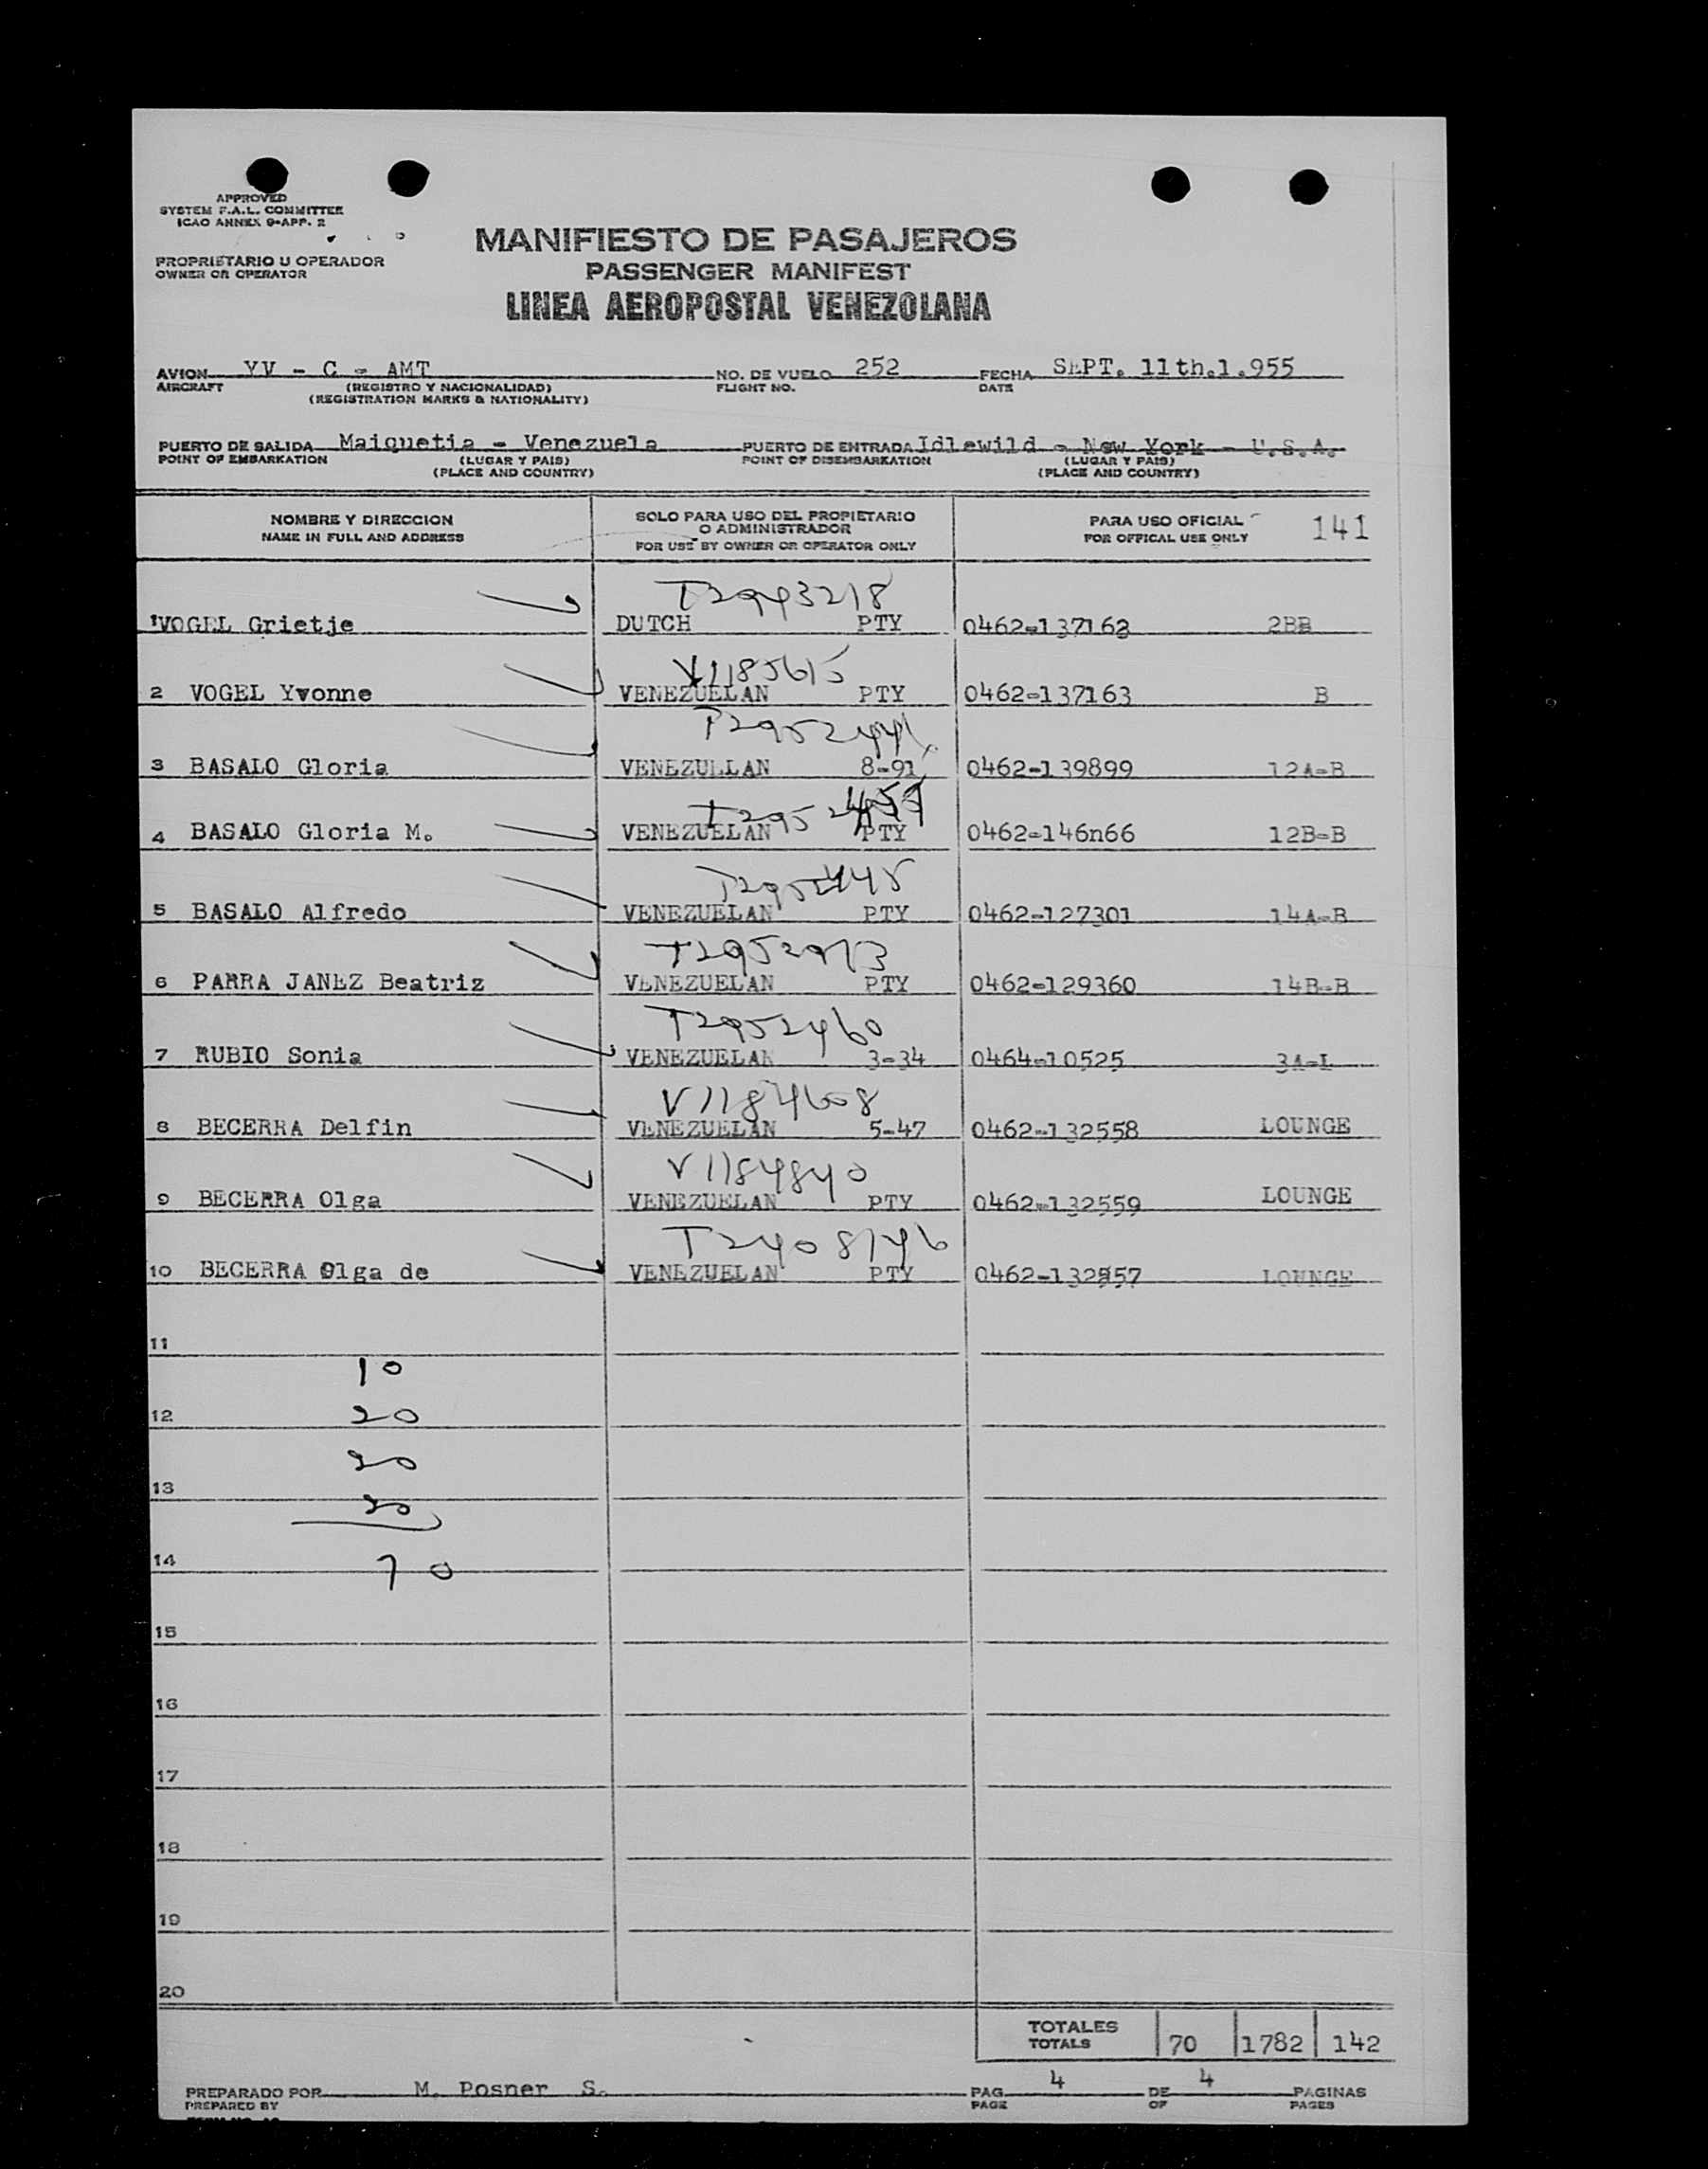 APPROVED
SYSTEM F.A.L. COMMITTEE
ICAO ANNEX 9-APP. 2
PROPRIETARIO U OPERADOR
OWNER OR OPERATOR
MANIFIESTO DE PASAJEROS
PASSENGER MANIFEST
LINEA AEROPOSTAL VENEZOLANA
AVION YV - C - AMT NO. DE VUELO 252 FECHA SEPT. 11th.1.955
AIRCRAFT (REGISTRO Y NACIONALIDAD) FLIGHT NO. DATE
(REGISTRATION MARKS & NATIONALITY)
PUERTO DE SALIDA Maiquetia - Venezuela PUERTO DE ENTRADA Idlewild - New York - U.S.A.
POINT OF EMBARKATION (LUGAR Y PAIS) POINT OF DISEMBARKATION (LUGAR Y PAIS)
(PLACE AND COUNTRY) (PLACE AND COUNTRY)
NOMBRE Y DIRECCION SOLO PARA USO DEL PROPIETARIO PARA USO OFICIAL 141
NAME IN FULL AND ADDRESS O ADMINISTRADOR FOR OFFICAL USE ONLY
FOR USE BY OWNER OR OPERATOR ONLY
T2993218
1 VOGEL Grietje DUTCH PTY 0462-137162 2BB
V1185615
2 VOGEL Yvonne VENEZUELAN PTY 0462-137163 B
3 BASALO Gloria VENEZULLAN 8-91 0462-139899 12A-B
4 BASALO Gloria M. VENEZUELAN PTY 0462-146n66 12B-B
5 BASALO Alfredo VENEZUELAN PTY 0462-127301 14A-B
T2952973
6 PARRA JANEZ Beatriz VENEZUELAN PTY 0462-129360 14B-B
T2952460
7 RUBIO Sonia VENEZUELAN 3-34 0464-10525 3A-L
V1184608
8 BECERRA Delfin VENEZUELAN 5-47 0462-132558 LOUNGE
V1184840
9 BECERRA Olga VENEZUELAN PTY 0462-132559 LOUNGE
T2408146
10 BECERRA Olga de VENEZUELAN PTY 0462-132557 LOUNGE
11
10
12 20
20
13
20
14 70
15
16
17
18
19
20
TOTALES
TOTALS 70 1782 142
PREPARADO POR M. Posner S. PAG. 4 DE 4 PAGINAS
PREPARED BY PAGE OF PAGES